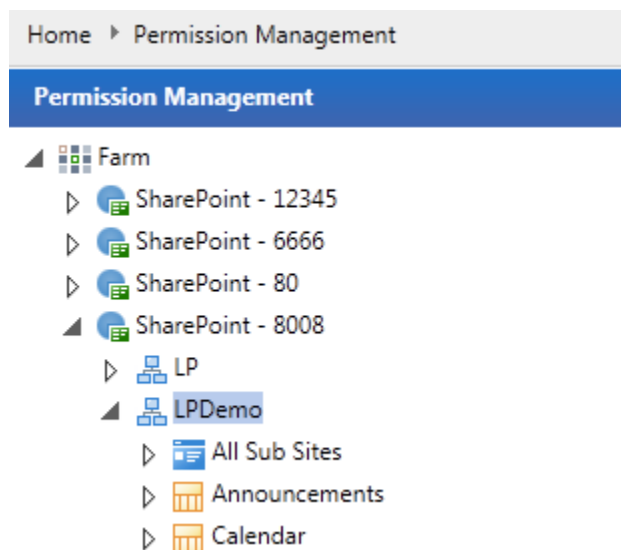 Home Permission Management
Permission Management
Farm
SharePoint - 12345
SharePoint - 6666
SharePoint - 80
SharePoint - 8008
LP
LPDemo
All Sub Sites
Announcements
Calendar